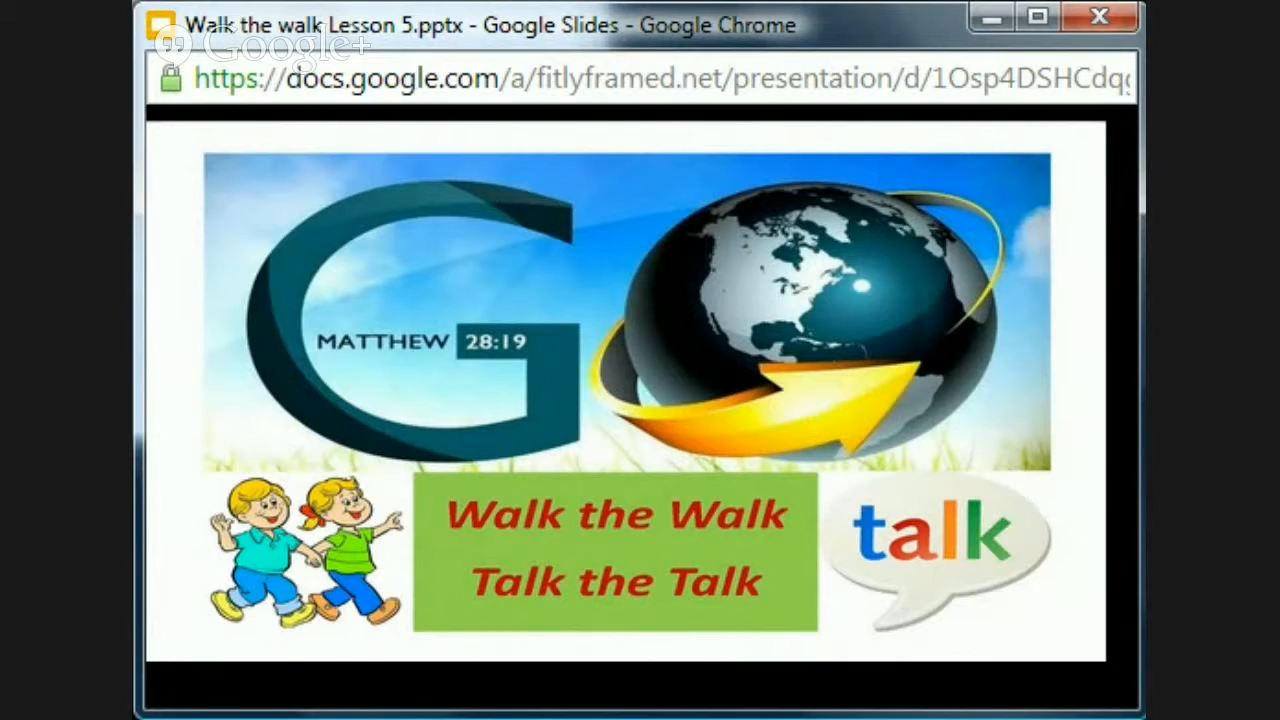 Walk the walk Lesson 5.pptx - Google Slides - Google Chrome
Google+
https://docs.google.com/a/fitlyframed.net/presentation/d/1Osp4DSHCdq
GO
MATTHEW 28:19
Walk the Walk
Talk the Talk
talk